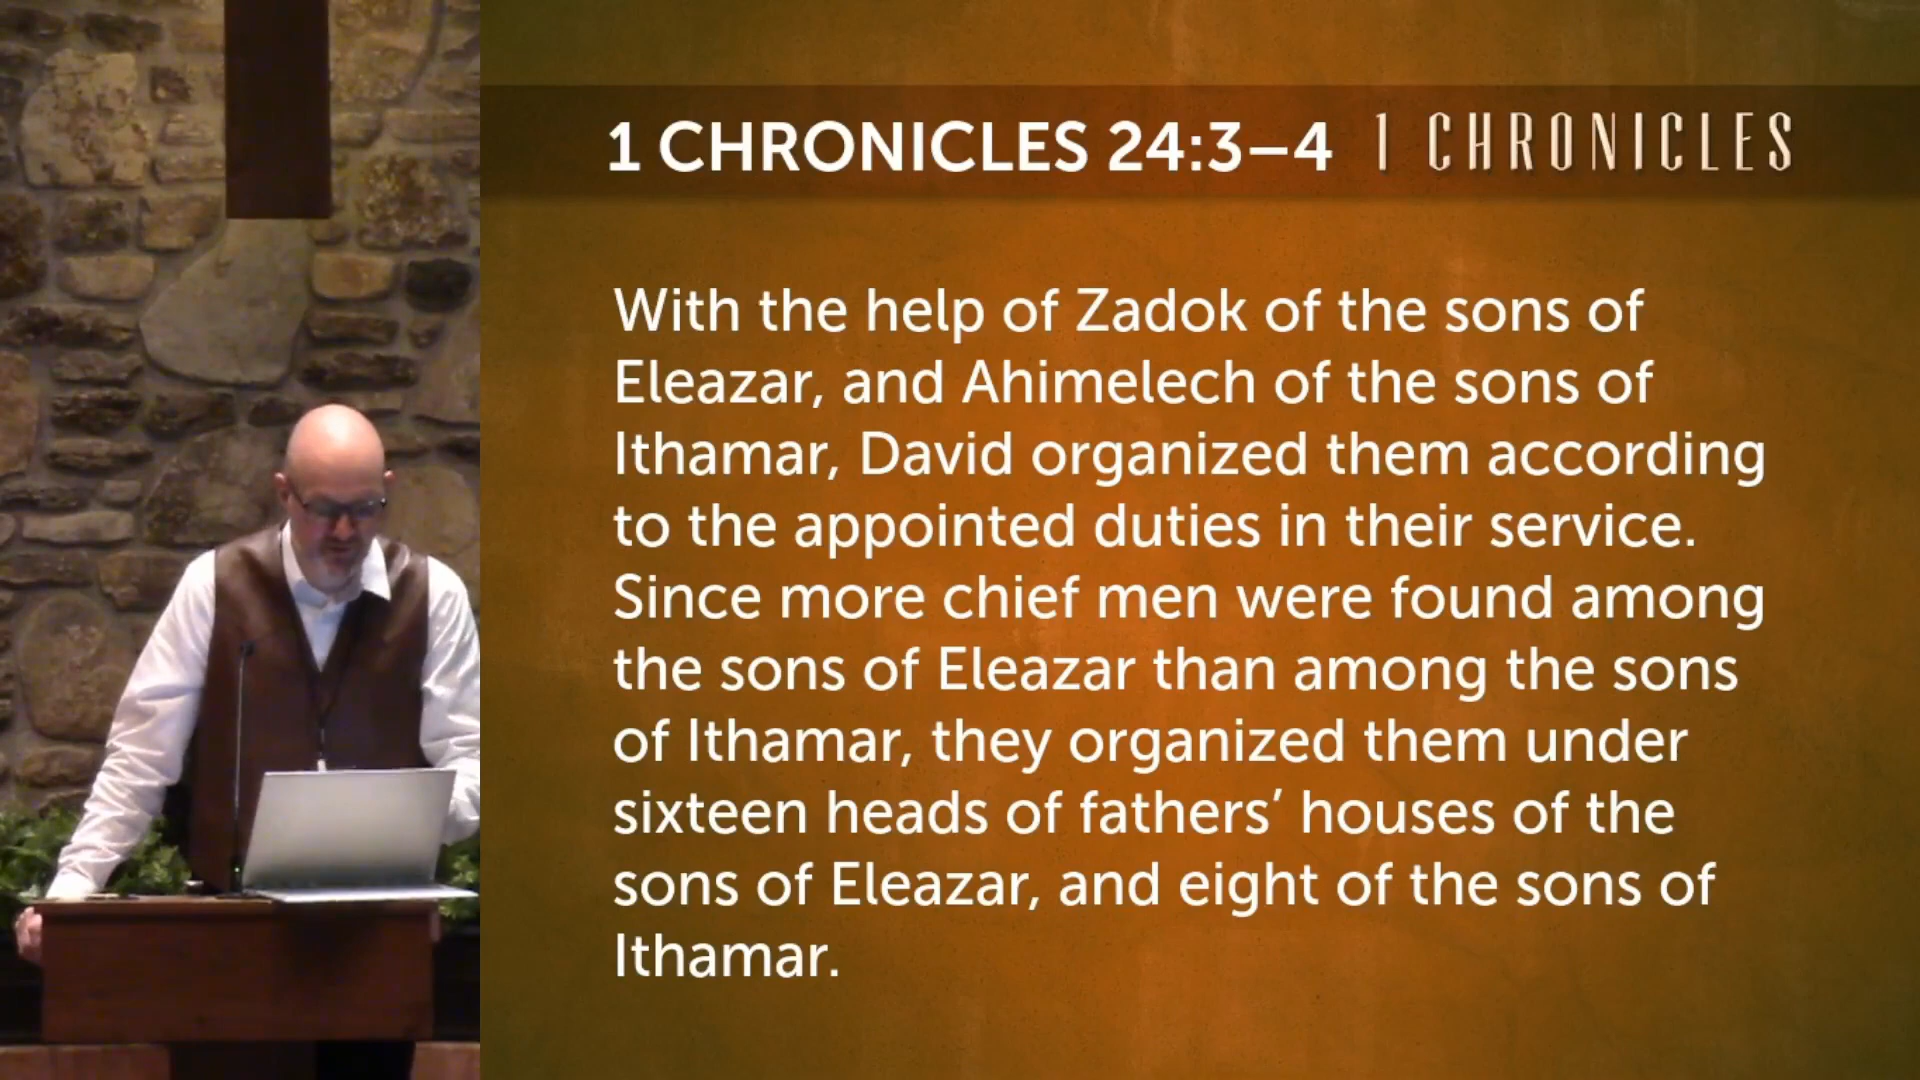 1 CHRONICLES 24:3–4 1 CHRONICLES
With the help of Zadok of the sons of
Eleazar, and Ahimelech of the sons of
Ithamar, David organized them according
to the appointed duties in their service.
Since more chief men were found among
the sons of Eleazar than among the sons
of Ithamar, they organized them under
sixteen heads of fathers’ houses of the
sons of Eleazar, and eight of the sons of
Ithamar.